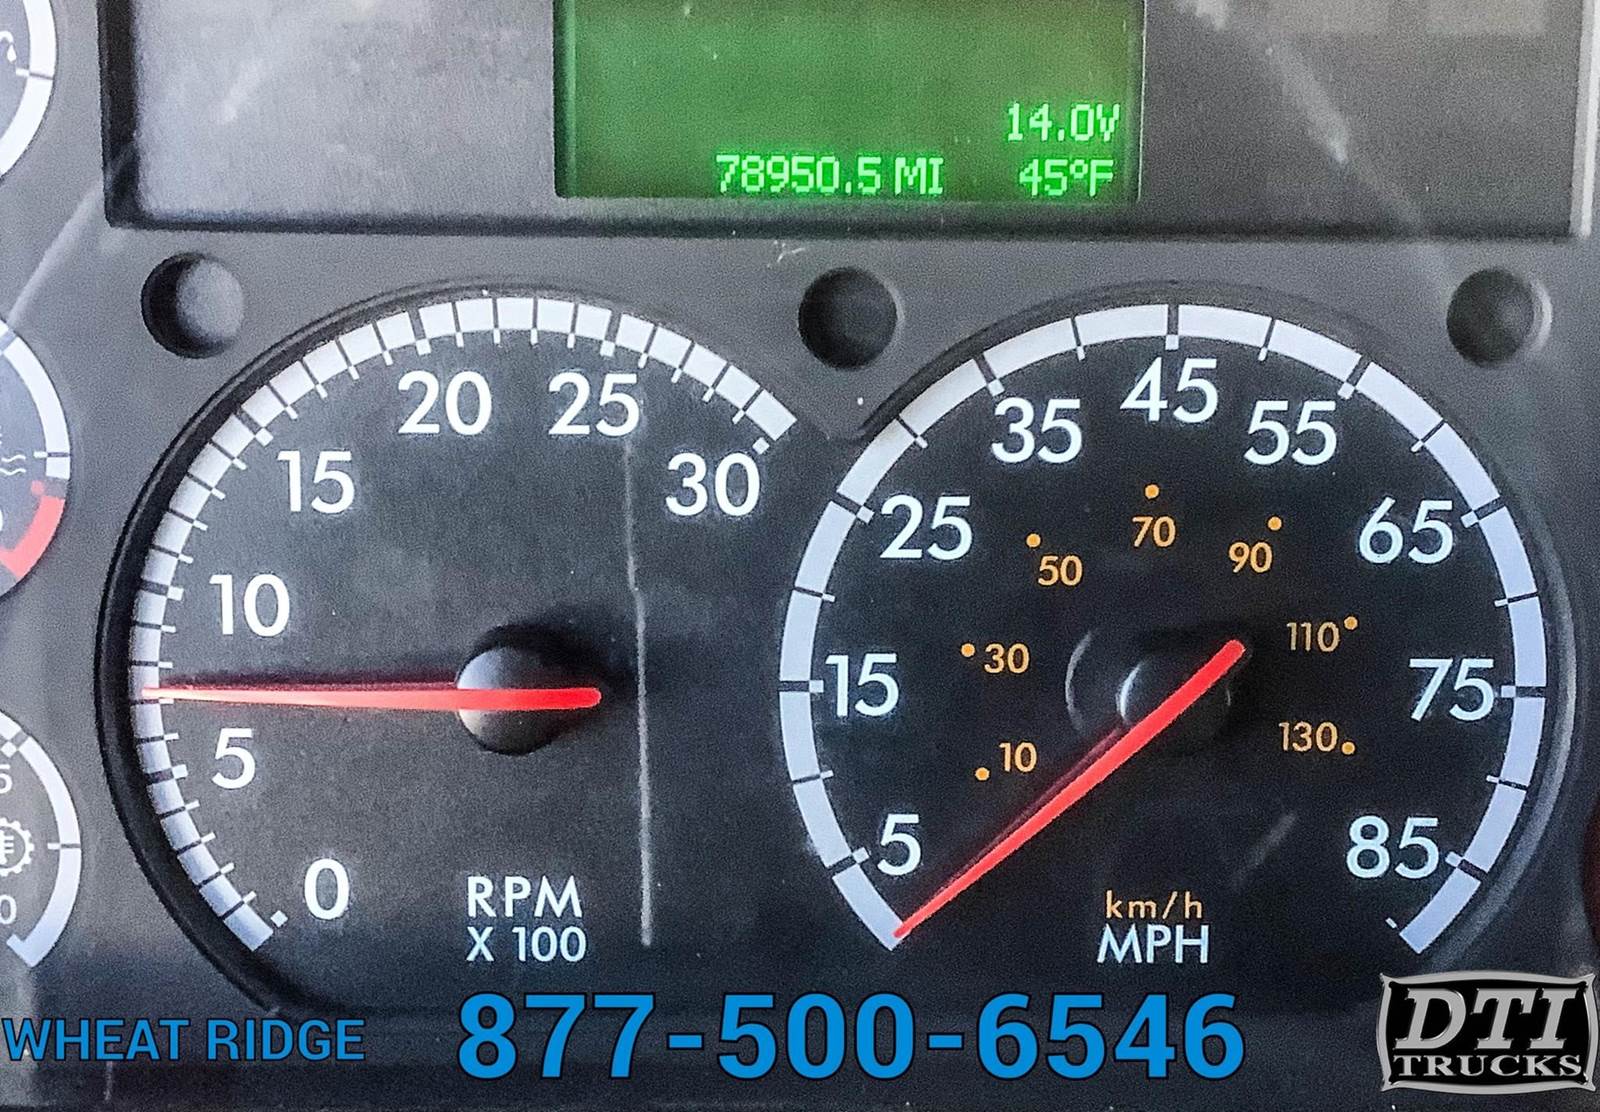 14.0V
78950.5 MI 45°F
0 5 10 15 20 25 30
RPM
X 100
5 15 25 35 45 55 65 75 85
10 30 50 70 90 110 130
km/h
MPH
5
0
WHEAT RIDGE 877-500-6546
DTI
TRUCKS